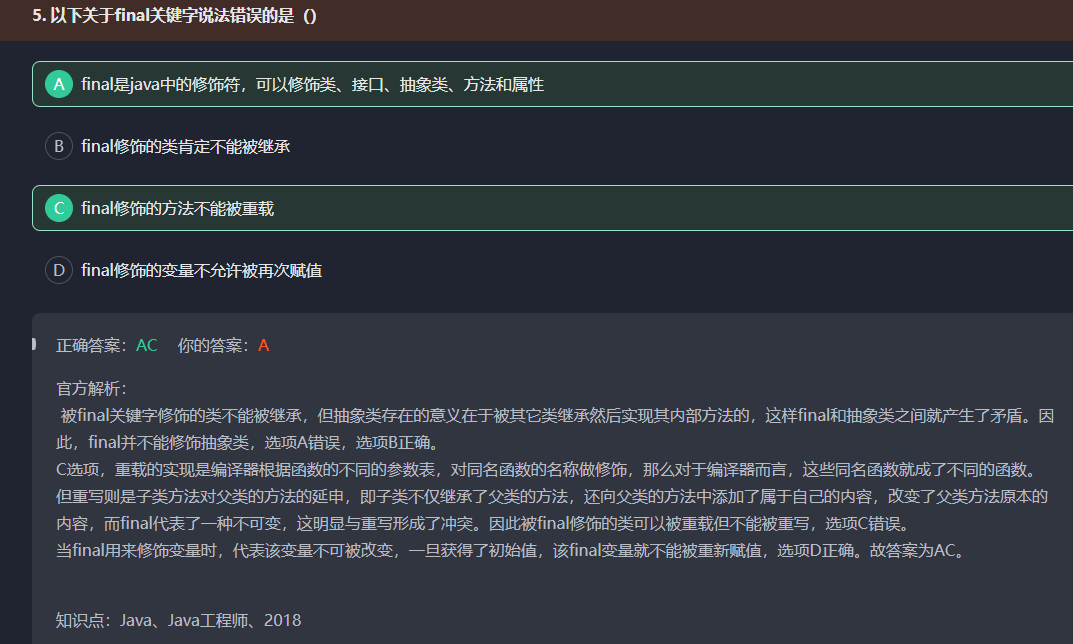 5. 以下关于final关键字说法错误的是（）
A final是java中的修饰符，可以修饰类、接口、抽象类、方法和属性
B final修饰的类肯定不能被继承
C final修饰的方法不能被重载
D final修饰的变量不允许被再次赋值
正确答案：AC 你的答案：A
官方解析：
被final关键字修饰的类不能被继承，但抽象类存在的意义在于被其它类继承然后实现其内部方法的，这样final和抽象类之间就产生了矛盾。因
此，final并不能修饰抽象类，选项A错误，选项B正确。
C选项，重载的实现是编译器根据函数的不同的参数表，对同名函数的名称做修饰，那么对于编译器而言，这些同名函数就成了不同的函数。
但重写则是子类方法对父类的方法的延申，即子类不仅继承了父类的方法，还向父类的方法中添加了属于自己的内容，改变了父类方法原本的
内容，而final代表了一种不可变，这明显与重写形成了冲突。因此被final修饰的类可以被重载但不能被重写，选项C错误。
当final用来修饰变量时，代表该变量不可被改变，一旦获得了初始值，该final变量就不能被重新赋值，选项D正确。故答案为AC。
知识点：Java、Java工程师、2018